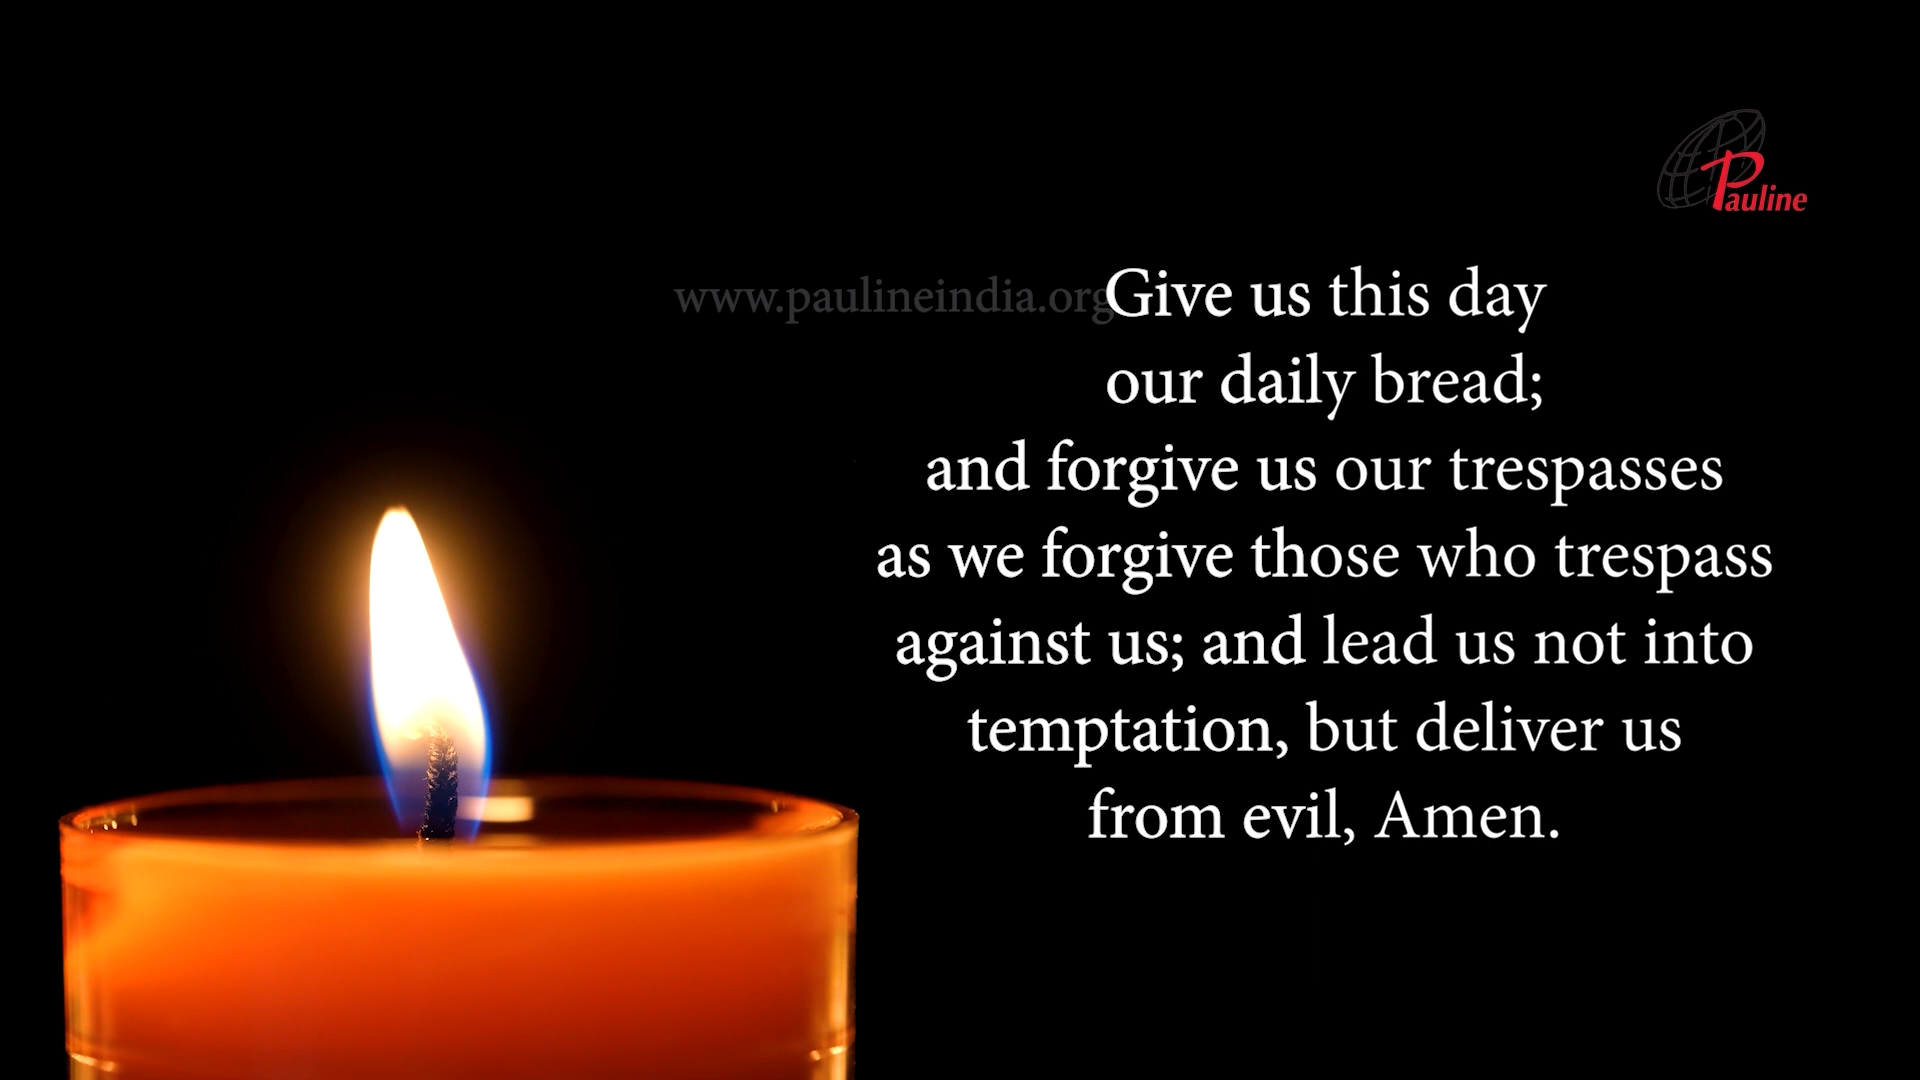 Pauline
www.paulineindia.org
Give us this day
our daily bread;
and forgive us our trespasses
as we forgive those who trespass
against us; and lead us not into
temptation, but deliver us
from evil, Amen.